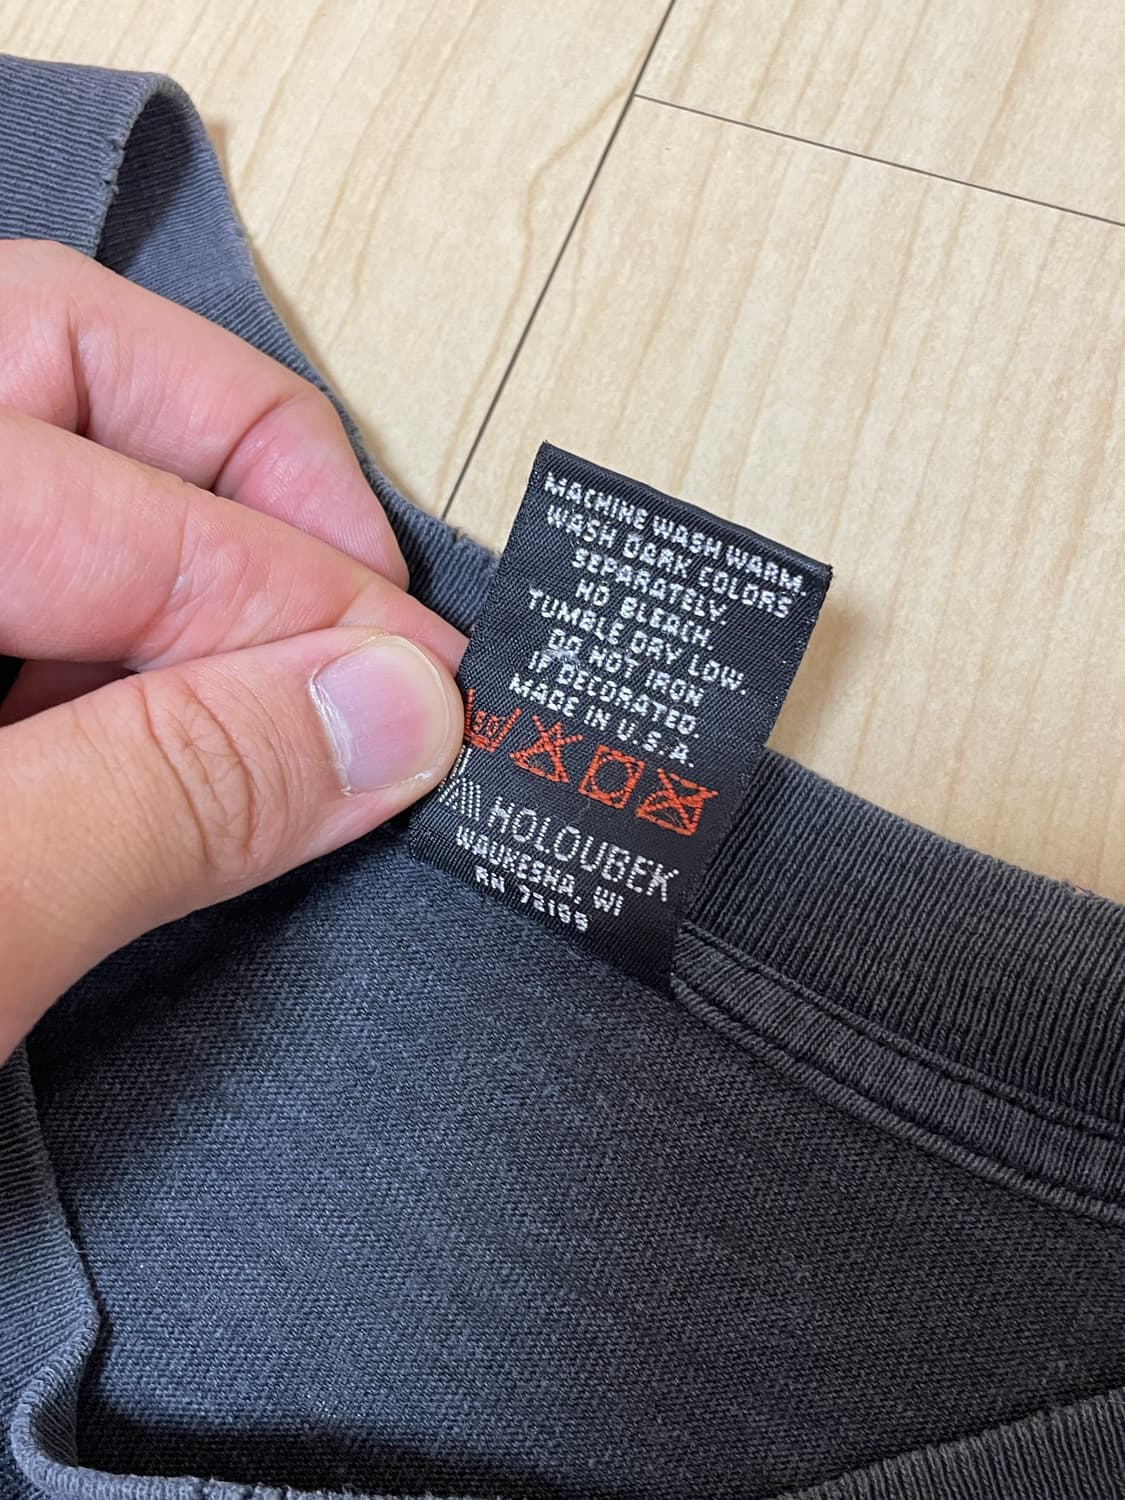 MACHINE WASH WARM.
WASH DARK COLORS
SEPARATELY.
NO BLEACH.
TUMBLE DRY LOW.
DO NOT IRON
IF DECORATED.
MADE IN U.S.A.
HOLOUBEK
WAUKESHA, WI
RN